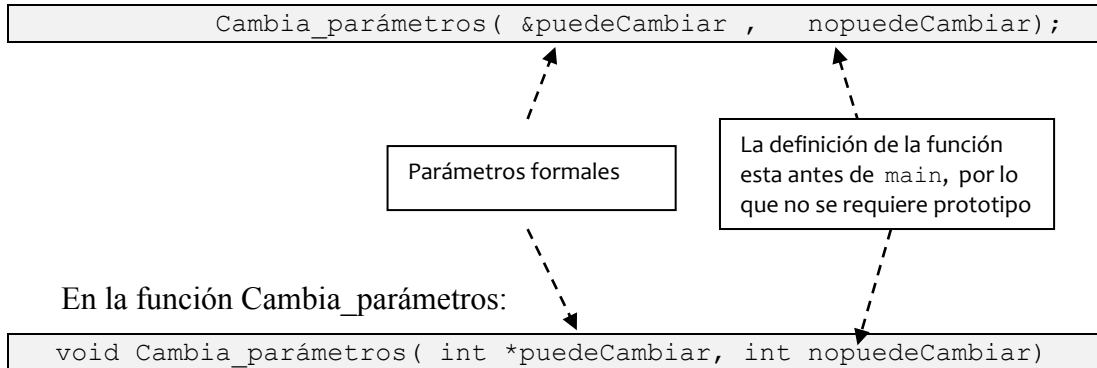 Cambia_parámetros( &puedeCambiar , nopuedeCambiar);
Parámetros formales
La definición de la función
esta antes de main, por lo
que no se requiere prototipo
En la función Cambia_parámetros:
void Cambia_parámetros( int *puedeCambiar, int nopuedeCambiar)